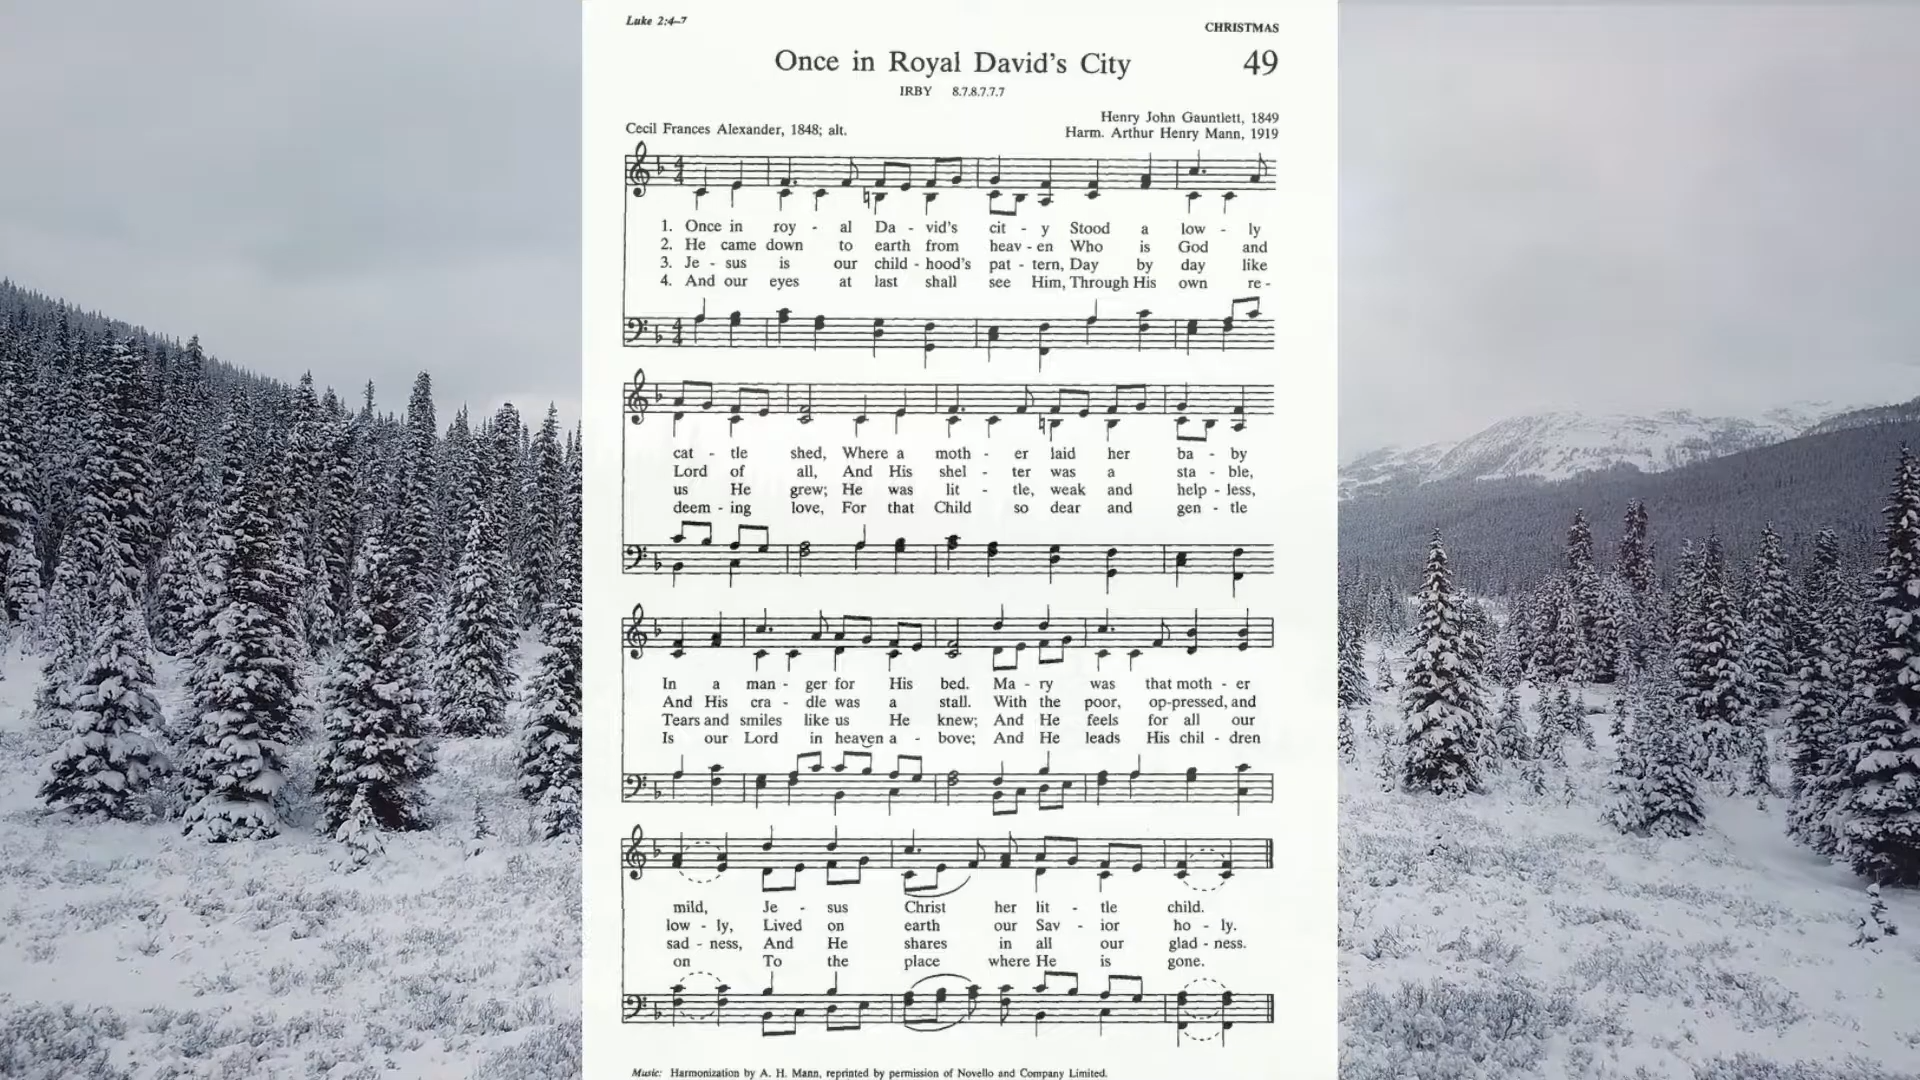 Luke 2:4–7
CHRISTMAS
Once in Royal David's City 49
IRBY 8.7.8.7.7.7
Henry John Gauntlett, 1849
Cecil Frances Alexander, 1848; alt. Harm. Arthur Henry Mann, 1919
1. Once in roy - al Da - vid's cit - y Stood a low - ly
2. He came down to earth from heav - en Who is God and
3. Je - sus is our child - hood's pat - tern, Day by day like
4. And our eyes at last shall see Him, Through His own re -
cat - tle shed, Where a moth - er laid her ba - by
Lord of all, And His shel - ter was a sta - ble,
us He grew; He was lit - tle, weak and help - less,
deem - ing love, For that Child so dear and gen - tle
In a man - ger for His bed. Ma - ry was that moth - er
And His cra - dle was a stall. With the poor, op-pressed, and
Tears and smiles like us He knew; And He feels for all our
Is our Lord in heaven a - bove; And He leads His chil - dren
mild, Je - sus Christ her lit - tle child.
low - ly, Lived on earth our Sav - ior ho - ly.
sad - ness, And He shares in all our glad - ness.
on To the place where He is gone.
Music: Harmonization by A. H. Mann, reprinted by permission of Novello and Company Limited.